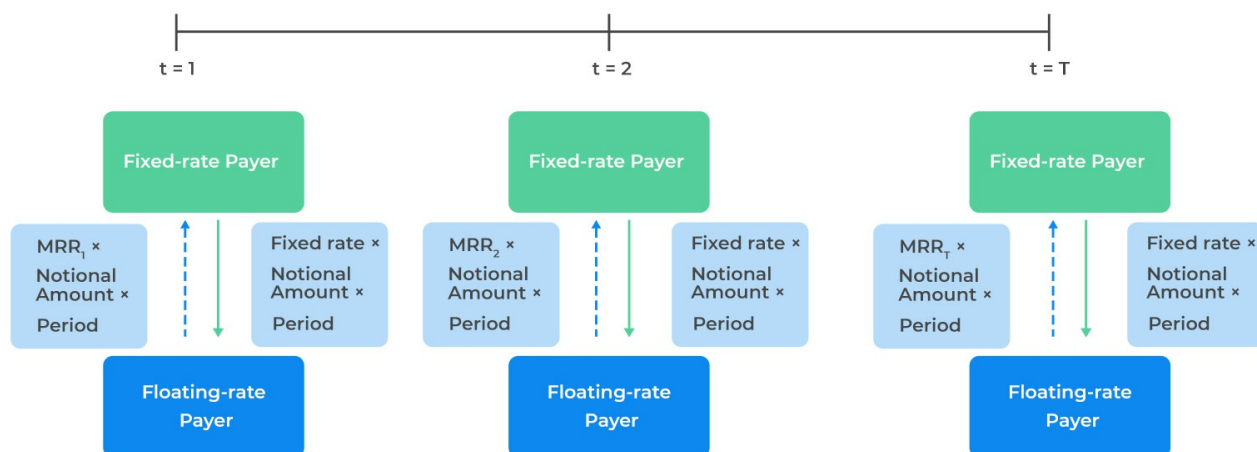 t = 1
t = 2
t = T
Fixed-rate Payer
Fixed-rate Payer
Fixed-rate Payer
MRR₁ ×
Notional
Amount ×
Period
Fixed rate ×
Notional
Amount ×
Period
MRR₂ ×
Notional
Amount ×
Period
Fixed rate ×
Notional
Amount ×
Period
MRR_T ×
Notional
Amount ×
Period
Fixed rate ×
Notional
Amount ×
Period
Floating-rate
Payer
Floating-rate
Payer
Floating-rate
Payer